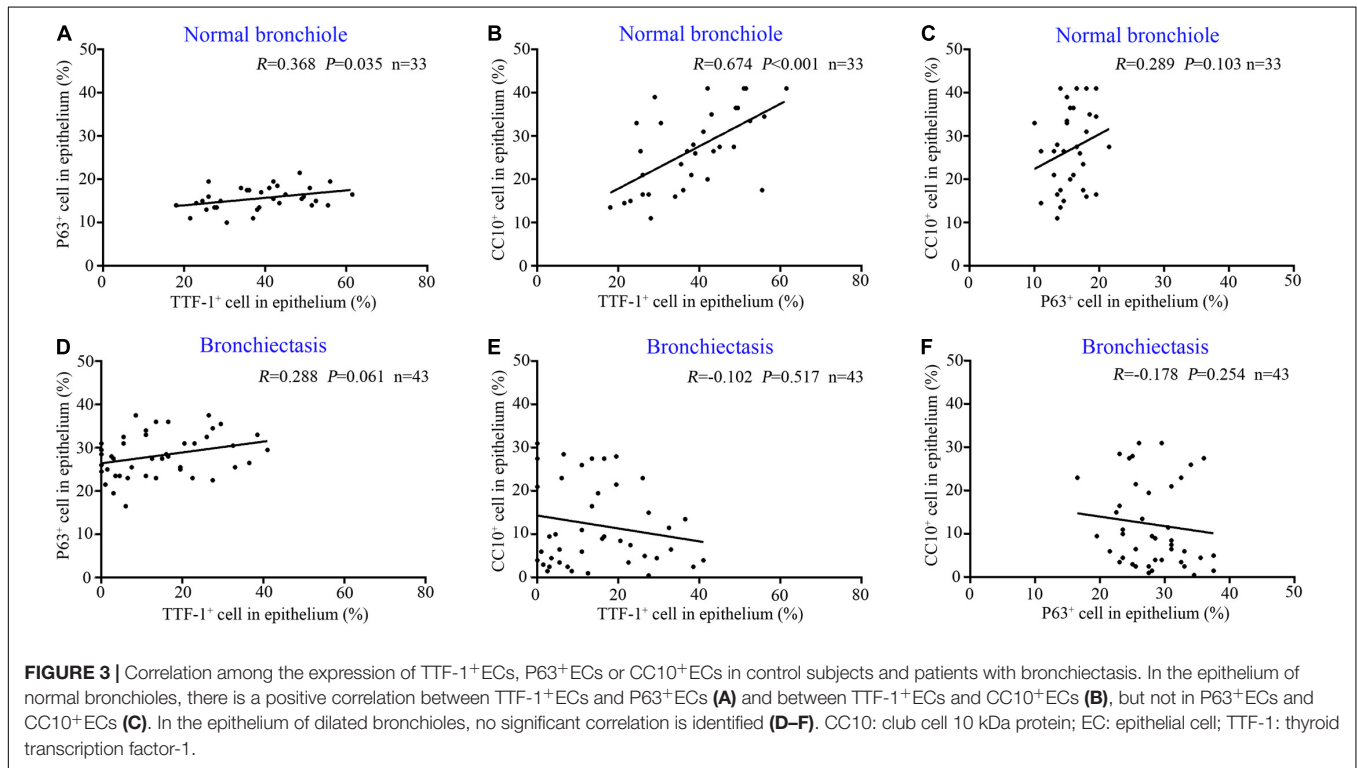 A
Normal bronchiole
R=0.368 P=0.035 n=33
P63⁺ cell in epithelium (%)
50
40
30
20
10
0
0 20 40 60 80
TTF-1⁺ cell in epithelium (%)
B
Normal bronchiole
R=0.674 P<0.001 n=33
CC10⁺ cell in epithelium (%)
50
40
30
20
10
0
0 20 40 60 80
TTF-1⁺ cell in epithelium (%)
C
Normal bronchiole
R=0.289 P=0.103 n=33
CC10⁺ cell in epithelium (%)
50
40
30
20
10
0
0 10 20 30 40 50
P63⁺ cell in epithelium (%)
D
Bronchiectasis
R=0.288 P=0.061 n=43
P63⁺ cell in epithelium (%)
50
40
30
20
10
0
0 20 40 60 80
TTF-1⁺ cell in epithelium (%)
E
Bronchiectasis
R=-0.102 P=0.517 n=43
CC10⁺ cell in epithelium (%)
50
40
30
20
10
0
0 20 40 60 80
TTF-1⁺ cell in epithelium (%)
F
Bronchiectasis
R=-0.178 P=0.254 n=43
CC10⁺ cell in epithelium (%)
50
40
30
20
10
0
0 10 20 30 40 50
P63⁺ cell in epithelium (%)
FIGURE 3 | Correlation among the expression of TTF-1⁺ECs, P63⁺ECs or CC10⁺ECs in control subjects and patients with bronchiectasis. In the epithelium of
normal bronchioles, there is a positive correlation between TTF-1⁺ECs and P63⁺ECs (A) and between TTF-1⁺ECs and CC10⁺ECs (B), but not in P63⁺ECs and
CC10⁺ECs (C). In the epithelium of dilated bronchioles, no significant correlation is identified (D–F). CC10: club cell 10 kDa protein; EC: epithelial cell; TTF-1: thyroid
transcription factor-1.